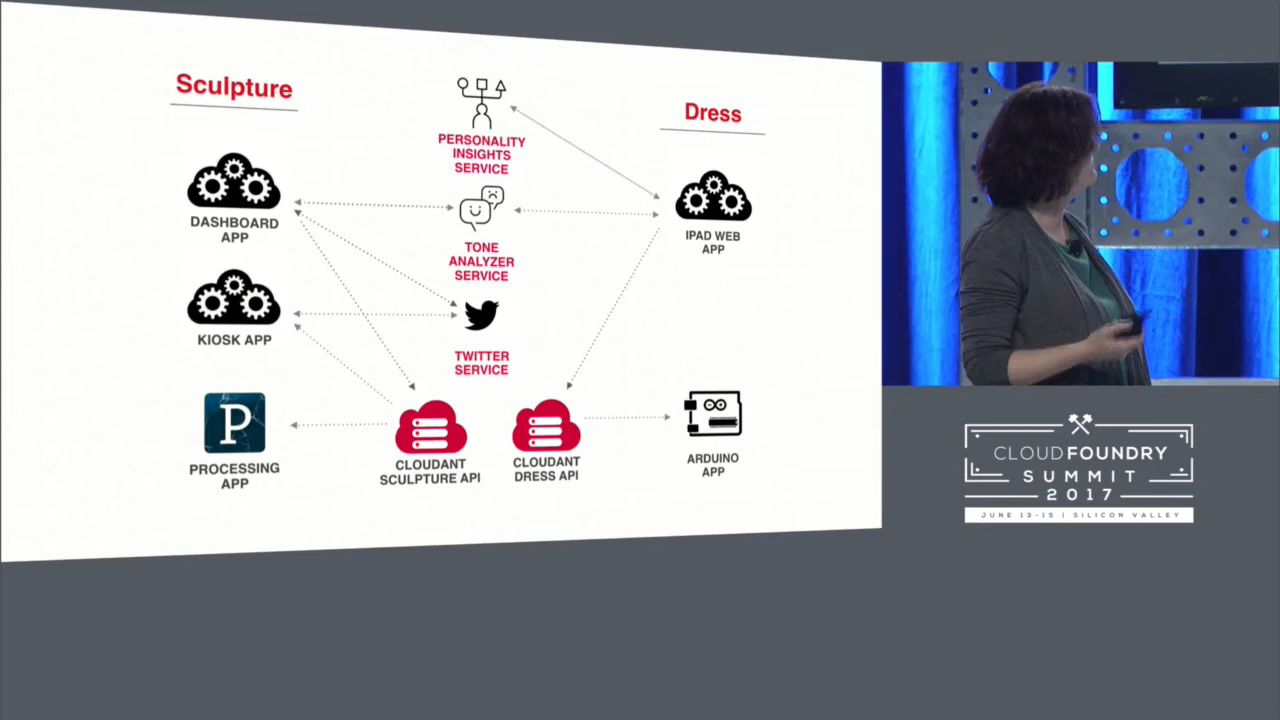 Sculpture
DASHBOARD
APP
KIOSK APP
P
PROCESSING
APP
PERSONALITY
INSIGHTS
SERVICE
TONE
ANALYZER
SERVICE
TWITTER
SERVICE
CLOUDANT
SCULPTURE API
CLOUDANT
DRESS API
Dress
IPAD WEB
APP
ARDUINO
APP
CLOUDFOUNDRY
SUMMIT
2017
JUNE 13-15 | SILICON VALLEY